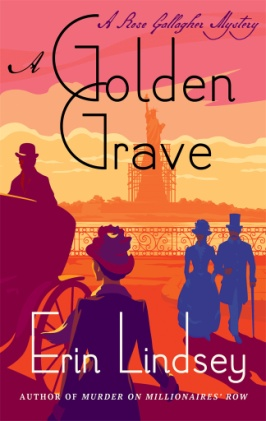 A Rose Gallagher Mystery
A Golden
Grave
Erin Lindsey
AUTHOR OF MURDER ON MILLIONAIRES' ROW